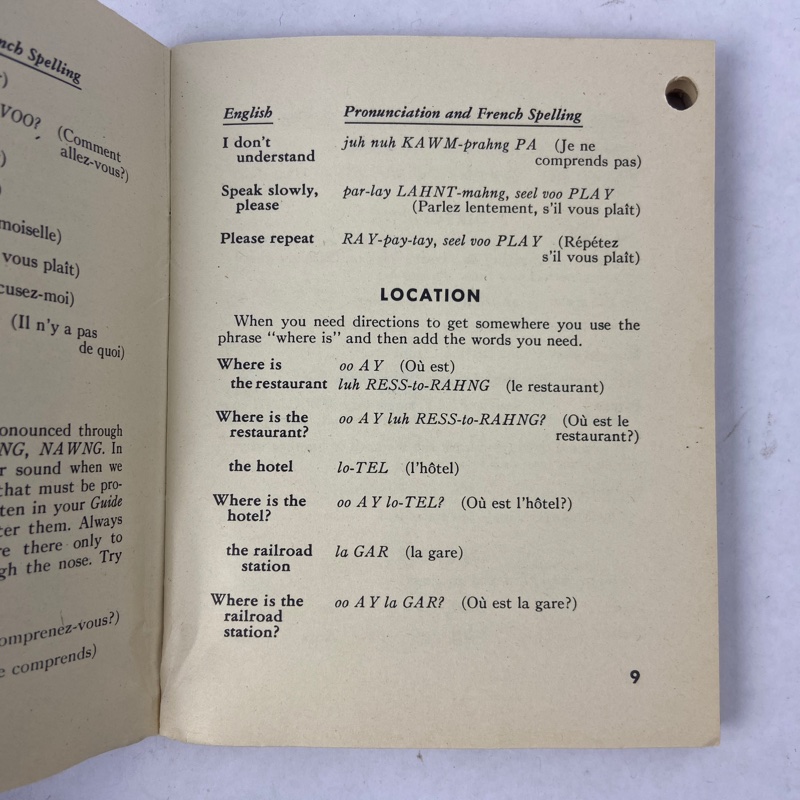 nch Spelling
VOO? (Comment
allez-vous?)
moiselle)
vous plaît)
cusez-moi)
(Il n'y a pas
de quoi)
onounced through
NG, NAWNG. In
r sound when we
that must be pro-
ten in your Guide
ter them. Always
re there only to
gh the nose. Try
omprenez-vous?)
e comprends)
English Pronunciation and French Spelling
I don't juh nuh KAWM-prahng PA (Je ne
understand comprends pas)
Speak slowly, par-lay LAHNT-mahng, seel voo PLAY
please (Parlez lentement, s'il vous plaît)
Please repeat RAY-pay-tay, seel voo PLAY (Répétez
s'il vous plaît)
LOCATION
When you need directions to get somewhere you use the
phrase "where is" and then add the words you need.
Where is oo AY (Où est)
the restaurant luh RESS-to-RAHNG (le restaurant)
Where is the oo AY luh RESS-to-RAHNG? (Où est le
restaurant? restaurant?)
the hotel lo-TEL (l'hôtel)
Where is the oo AY lo-TEL? (Où est l'hôtel?)
hotel?
the railroad la GAR (la gare)
station
Where is the oo AY la GAR? (Où est la gare?)
railroad
station?
9